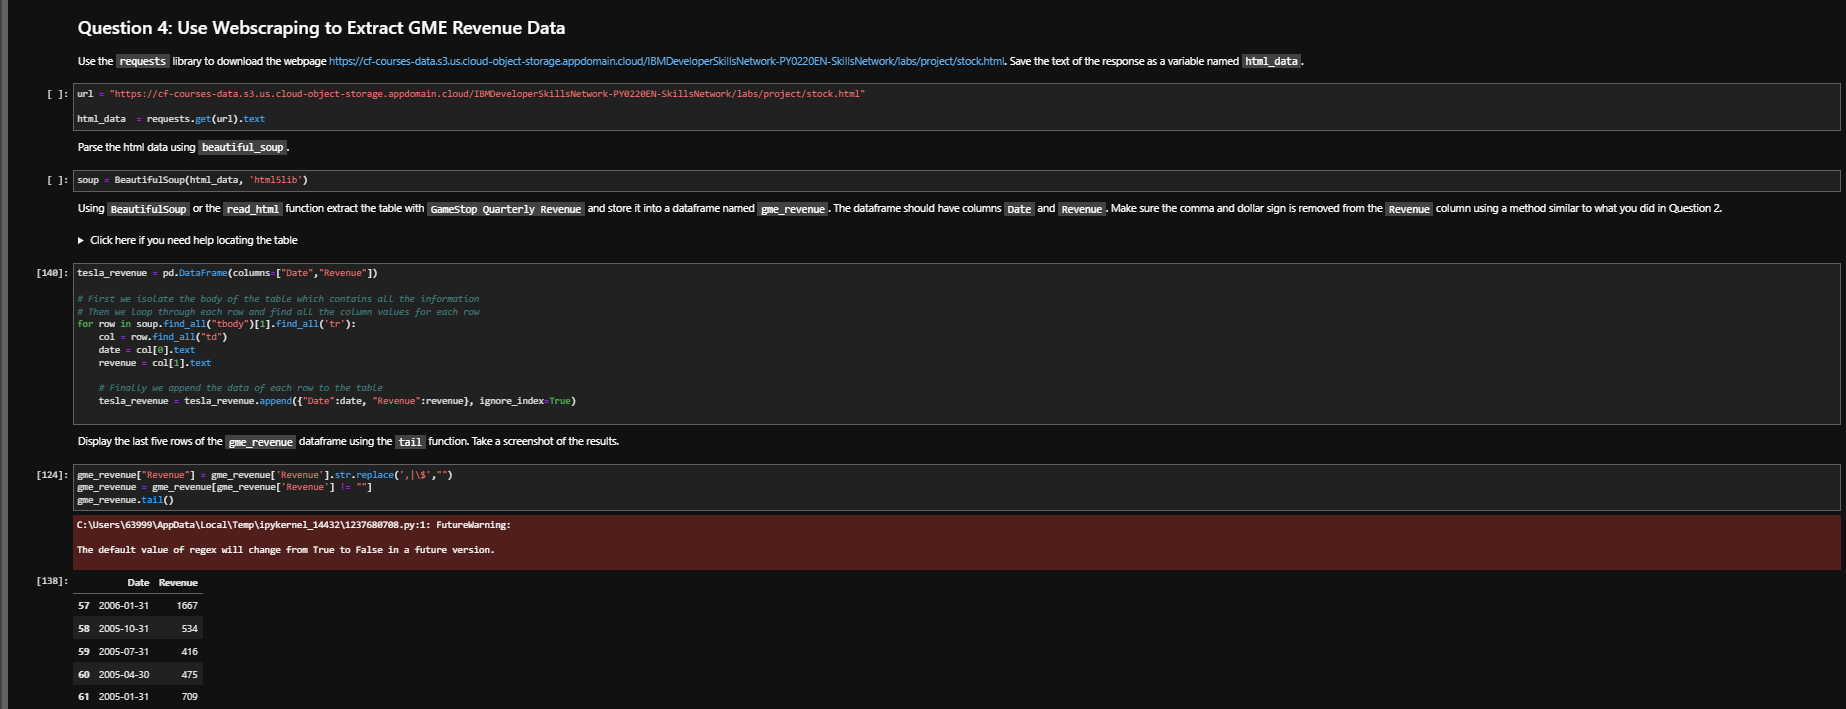 Question 4: Use Webscraping to Extract GME Revenue Data
Use the requests library to download the webpage https://cf-courses-data.s3.us.cloud-object-storage.appdomain.cloud/IBMDeveloperSkillsNetwork-PY0220EN-SkillsNetwork/labs/project/stock.html. Save the text of the response as a variable named html_data.
[ ]: url = "https://cf-courses-data.s3.us.cloud-object-storage.appdomain.cloud/IBMDeveloperSkillsNetwork-PY0220EN-SkillsNetwork/labs/project/stock.html"
html_data  = requests.get(url).text
Parse the html data using beautiful_soup.
[ ]: soup = BeautifulSoup(html_data, 'html5lib')
Using BeautifulSoup or the read_html function extract the table with GameStop Quarterly Revenue and store it into a dataframe named gme_revenue. The dataframe should have columns Date and Revenue. Make sure the comma and dollar sign is removed from the Revenue column using a method similar to what you did in Question 2.
▶ Click here if you need help locating the table
[140]: tesla_revenue = pd.DataFrame(columns=["Date","Revenue"])
# First we isolate the body of the table which contains all the information
# Then we loop through each row and find all the column values for each row
for row in soup.find_all("tbody")[1].find_all('tr'):
    col = row.find_all("td")
    date = col[0].text
    revenue = col[1].text
    # Finally we append the data of each row to the table
    tesla_revenue = tesla_revenue.append({"Date":date, "Revenue":revenue}, ignore_index=True)
Display the last five rows of the gme_revenue dataframe using the tail function. Take a screenshot of the results.
[124]: gme_revenue["Revenue"] = gme_revenue['Revenue'].str.replace(',|\$',"")
gme_revenue = gme_revenue[gme_revenue['Revenue'] != ""]
gme_revenue.tail()
C:\Users\63999\AppData\Local\Temp\ipykernel_14432\1237680708.py:1: FutureWarning:
The default value of regex will change from True to False in a future version.
[138]: Date Revenue
57 2006-01-31 1667
58 2005-10-31 534
59 2005-07-31 416
60 2005-04-30 475
61 2005-01-31 709